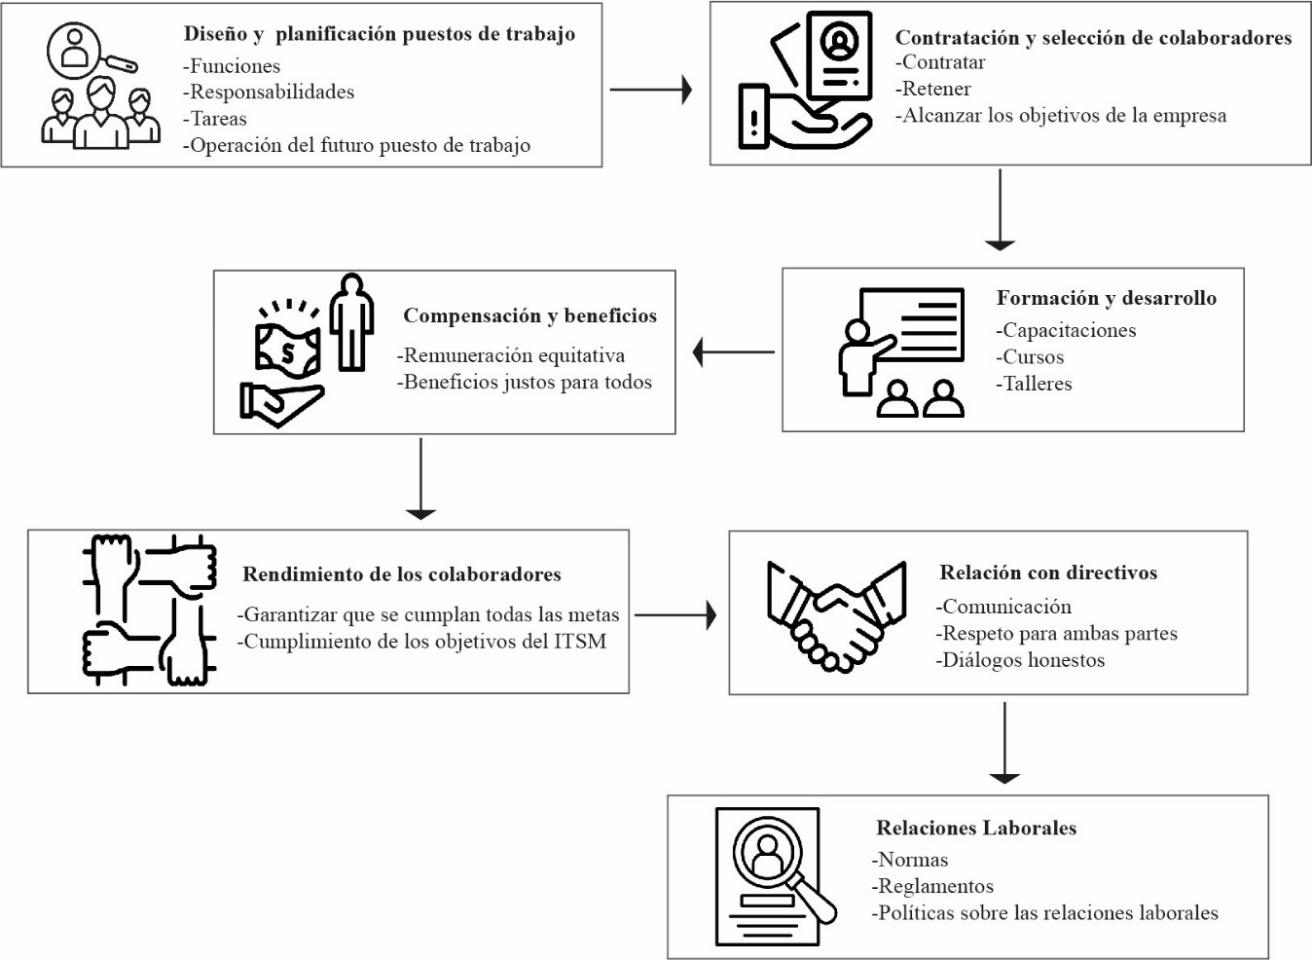 Diseño y planificación puestos de trabajo
-Funciones
-Responsabilidades
-Tareas
-Operación del futuro puesto de trabajo
Contratación y selección de colaboradores
-Contratar
-Retener
-Alcanzar los objetivos de la empresa
Formación y desarrollo
-Capacitaciones
-Cursos
-Talleres
Compensación y beneficios
-Remuneración equitativa
-Beneficios justos para todos
$
Rendimiento de los colaboradores
-Garantizar que se cumplan todas las metas
-Cumplimiento de los objetivos del ITSM
Relación con directivos
-Comunicación
-Respeto para ambas partes
-Diálogos honestos
Relaciones Laborales
-Normas
-Reglamentos
-Políticas sobre las relaciones laborales